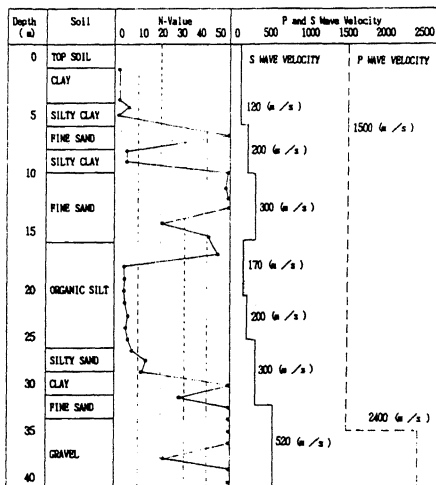 Depth Soil N-Value P and S Wave Velocity
( m ) 0 10 20 30 40 50 0 500 1000 1500 2000 2500
0 TOP SOIL S WAVE VELOCITY P WAVE VELOCITY
CLAY
120 (m / s)
5 SILTY CLAY
1500 (m / s)
FINE SAND
200 (m / s)
SILTY CLAY
10
300 (m / s)
FINE SAND
15
170 (m / s)
20 ORGANIC SILT
200 (m / s)
25
SILTY SAND
300 (m / s)
30 CLAY
FINE SAND
2400 (m / s)
35
520 (m / s)
GRAVEL
40